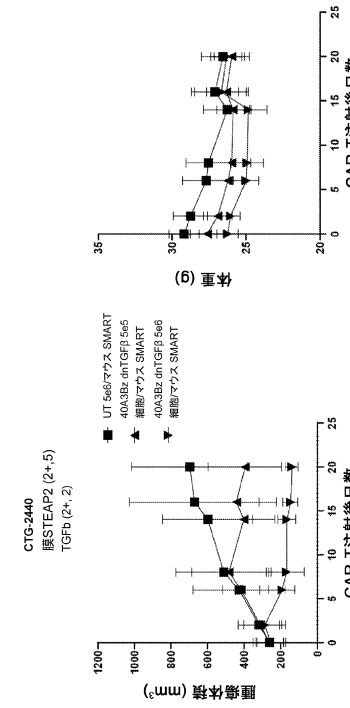 CTG-2440
膜STEAP2 (2+,5)
TGFb (2+, 2)
腫瘍体積 (mm³)
1200
1000
800
600
400
200
0
0 5 10 15 20 25
CAR-T注射後日数
UT 5e6/マウス SMART
40A3Bz dnTGFβ 5e5
細胞/マウス SMART
40A3Bz dnTGFβ 5e6
細胞/マウス SMART
体重 (g)
35
30
25
20
0 5 10 15 20 25
CAR-T注射後日数